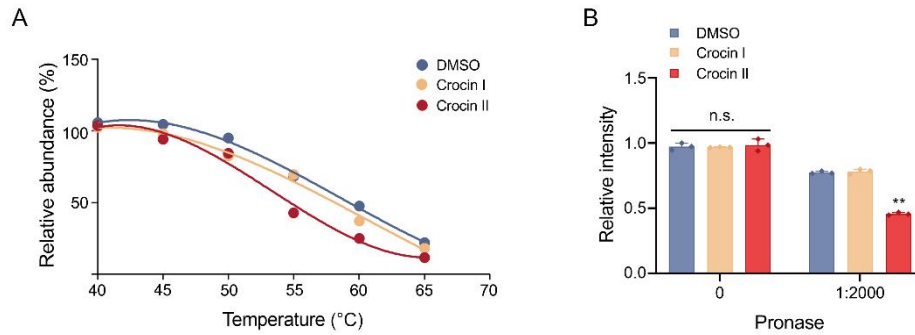 A
Relative abundance (%)
150
100
50
40 45 50 55 60 65 70
Temperature (°C)
DMSO
Crocin I
Crocin II
B
DMSO
Crocin I
Crocin II
Relative intensity
1.5
1.0
0.5
0.0
n.s.
**
0 1:2000
Pronase